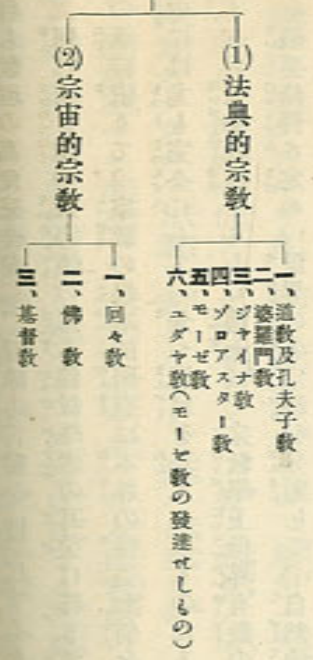 (1) 法典的宗教
一、道教及孔夫子教
二、婆羅門教
三、ジャイナ教
四、ゾロアスター教
五、モーゼ教
六、ユダヤ教(モーセ教の發達せしもの)
(2) 宗宙的宗教
一、回々教
二、佛教
三、基督教